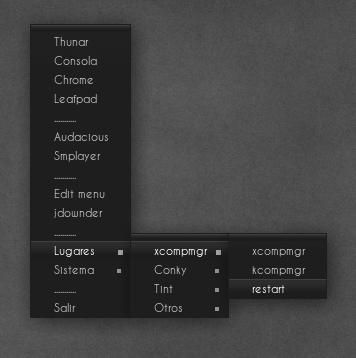 Thunar
Consola
Chrome
Leafpad
..........
Audacious
Smplayer
..........
Edit menu
jdownder
..........
Lugares
Sistema
..........
Salir
xcompmgr
Conky
Tint
Otros
xcompmgr
kcompmgr
restart